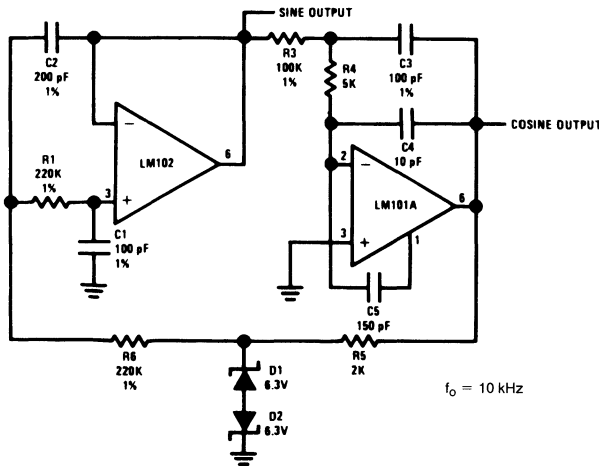 SINE OUTPUT
C2
200 pF
1%
R3
100K
1%
R4
5K
C3
100 pF
1%
C4
10 pF
COSINE OUTPUT
R1
220K
1%
−
LM102
6
3
+
C1
100 pF
1%
2
−
LM101A
6
3
+
1
C5
150 pF
R6
220K
1%
R5
2K
D1
6.3V
D2
6.3V
fo = 10 kHz